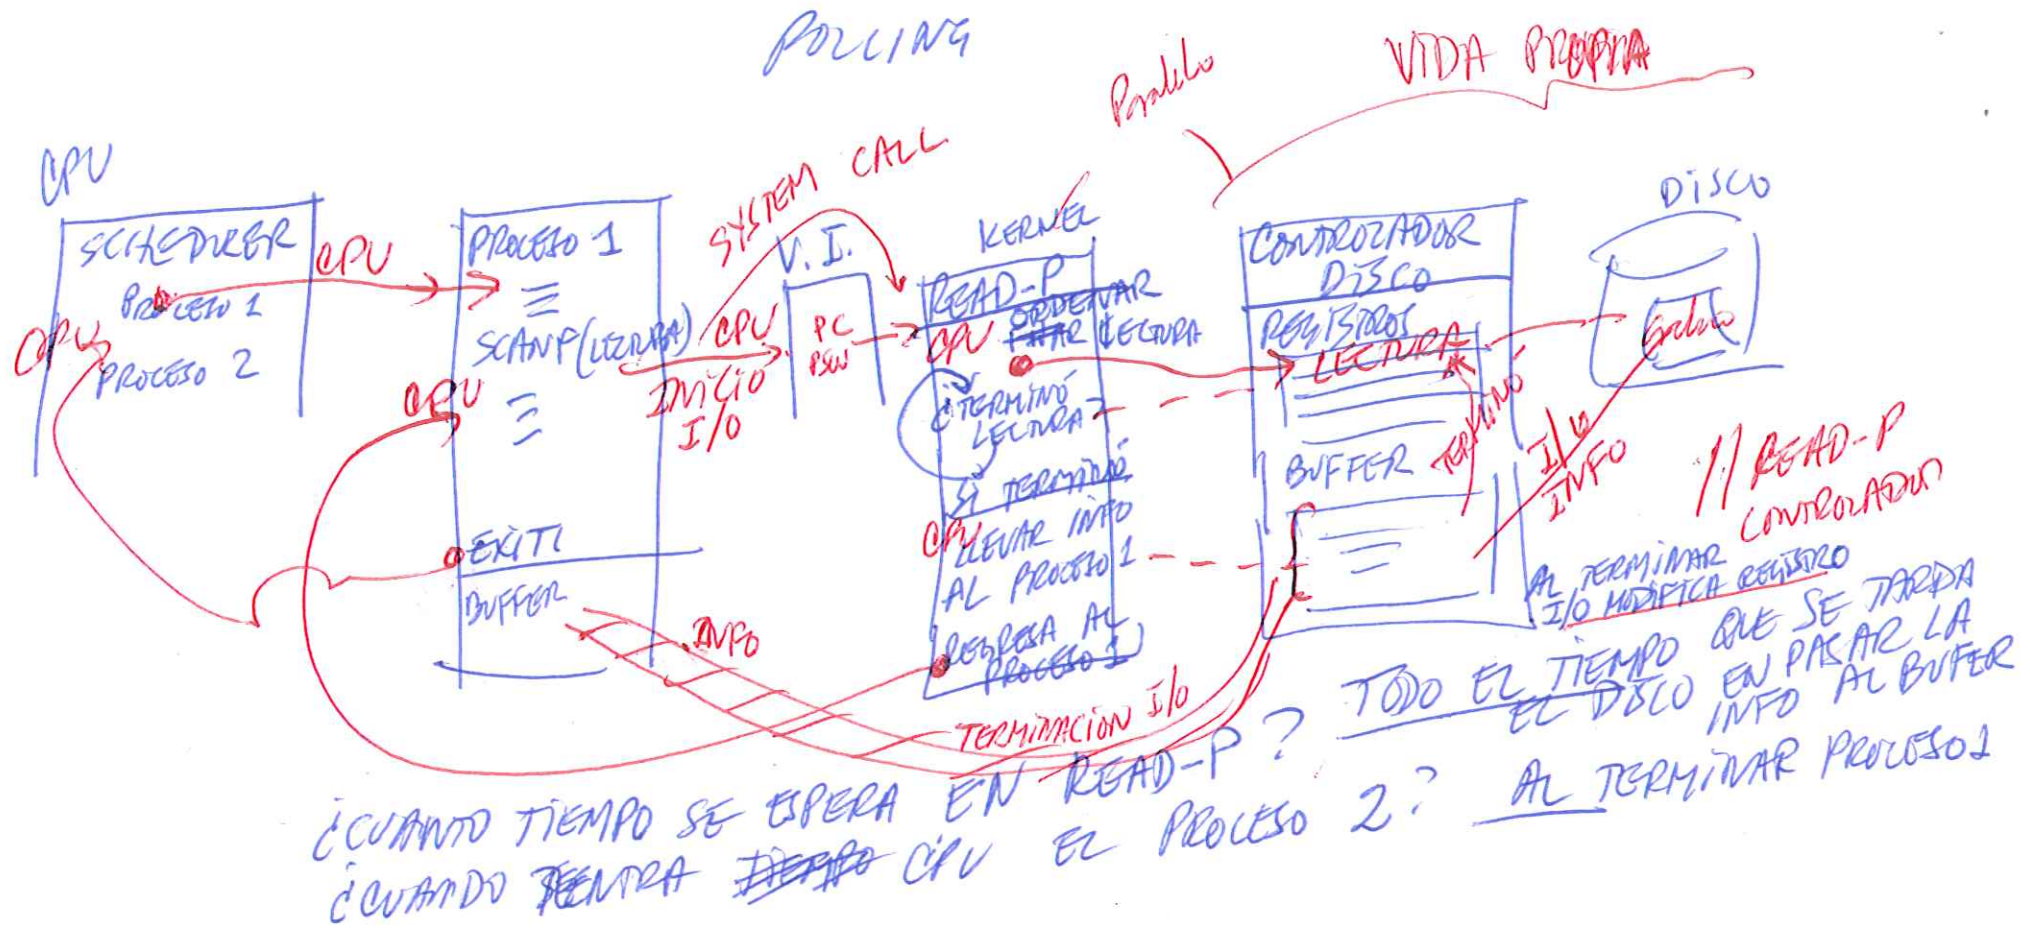 POLLING
Paralelo
VIDA PROPIA
CPU
SCHEDULER
PROCESO 1
PROCESO 2
CPU
CPU
PROCESO 1
SCANF(LECTURA)
CPU
EXIT1
BUFFER
SYSTEM CALL
CPU
INICIO
I/O
V.I.
PC
PSW
KERNEL
READ-P
CPU
ORDENAR
LECTURA
¿TERMINÓ
LECTURA?
SI TERMINÓ
CPU
LLEVAR INFO
AL PROCESO 1
REGRESA AL
PROCESO 1
CONTROLADOR
DISCO
REGISTROS
LECTURA
BUFFER
TERMINÓ
I/O
INFO
DISCO
// READ-P
CONTROLADOR
AL TERMINAR
I/O MODIFICA REGISTRO
INFO
TERMINACION I/O
¿CUANTO TIEMPO SE ESPERA EN READ-P? TODO EL TIEMPO QUE SE TARDA
EL DISCO EN PASAR LA
INFO AL BUFER
¿CUANDO ENTRA CPU EL PROCESO 2? AL TERMINAR PROCESO 1